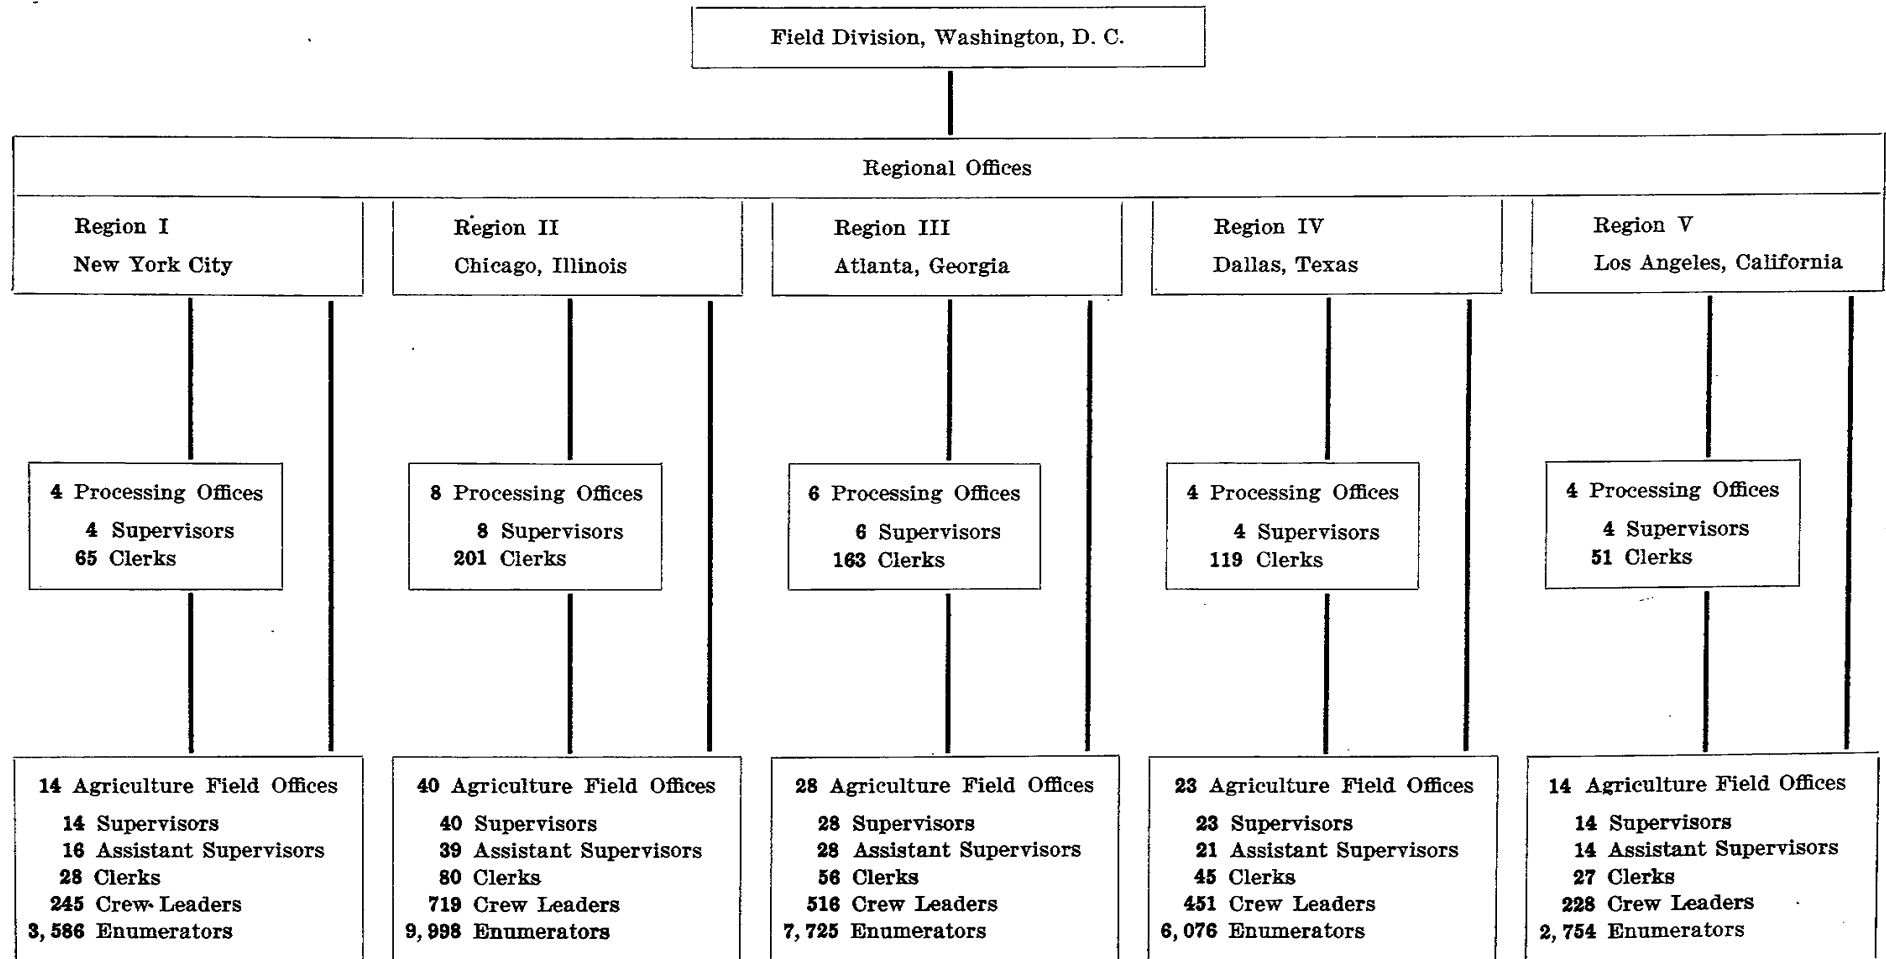 Field Division, Washington, D. C.
Regional Offices
Region I
New York City
Region II
Chicago, Illinois
Region III
Atlanta, Georgia
Region IV
Dallas, Texas
Region V
Los Angeles, California
4 Processing Offices
4 Supervisors
65 Clerks
8 Processing Offices
8 Supervisors
201 Clerks
6 Processing Offices
6 Supervisors
163 Clerks
4 Processing Offices
4 Supervisors
119 Clerks
4 Processing Offices
4 Supervisors
51 Clerks
14 Agriculture Field Offices
14 Supervisors
16 Assistant Supervisors
28 Clerks
245 Crew Leaders
3,586 Enumerators
40 Agriculture Field Offices
40 Supervisors
39 Assistant Supervisors
80 Clerks
719 Crew Leaders
9,998 Enumerators
28 Agriculture Field Offices
28 Supervisors
28 Assistant Supervisors
56 Clerks
516 Crew Leaders
7,725 Enumerators
23 Agriculture Field Offices
23 Supervisors
21 Assistant Supervisors
45 Clerks
451 Crew Leaders
6,076 Enumerators
14 Agriculture Field Offices
14 Supervisors
14 Assistant Supervisors
27 Clerks
228 Crew Leaders
2,754 Enumerators